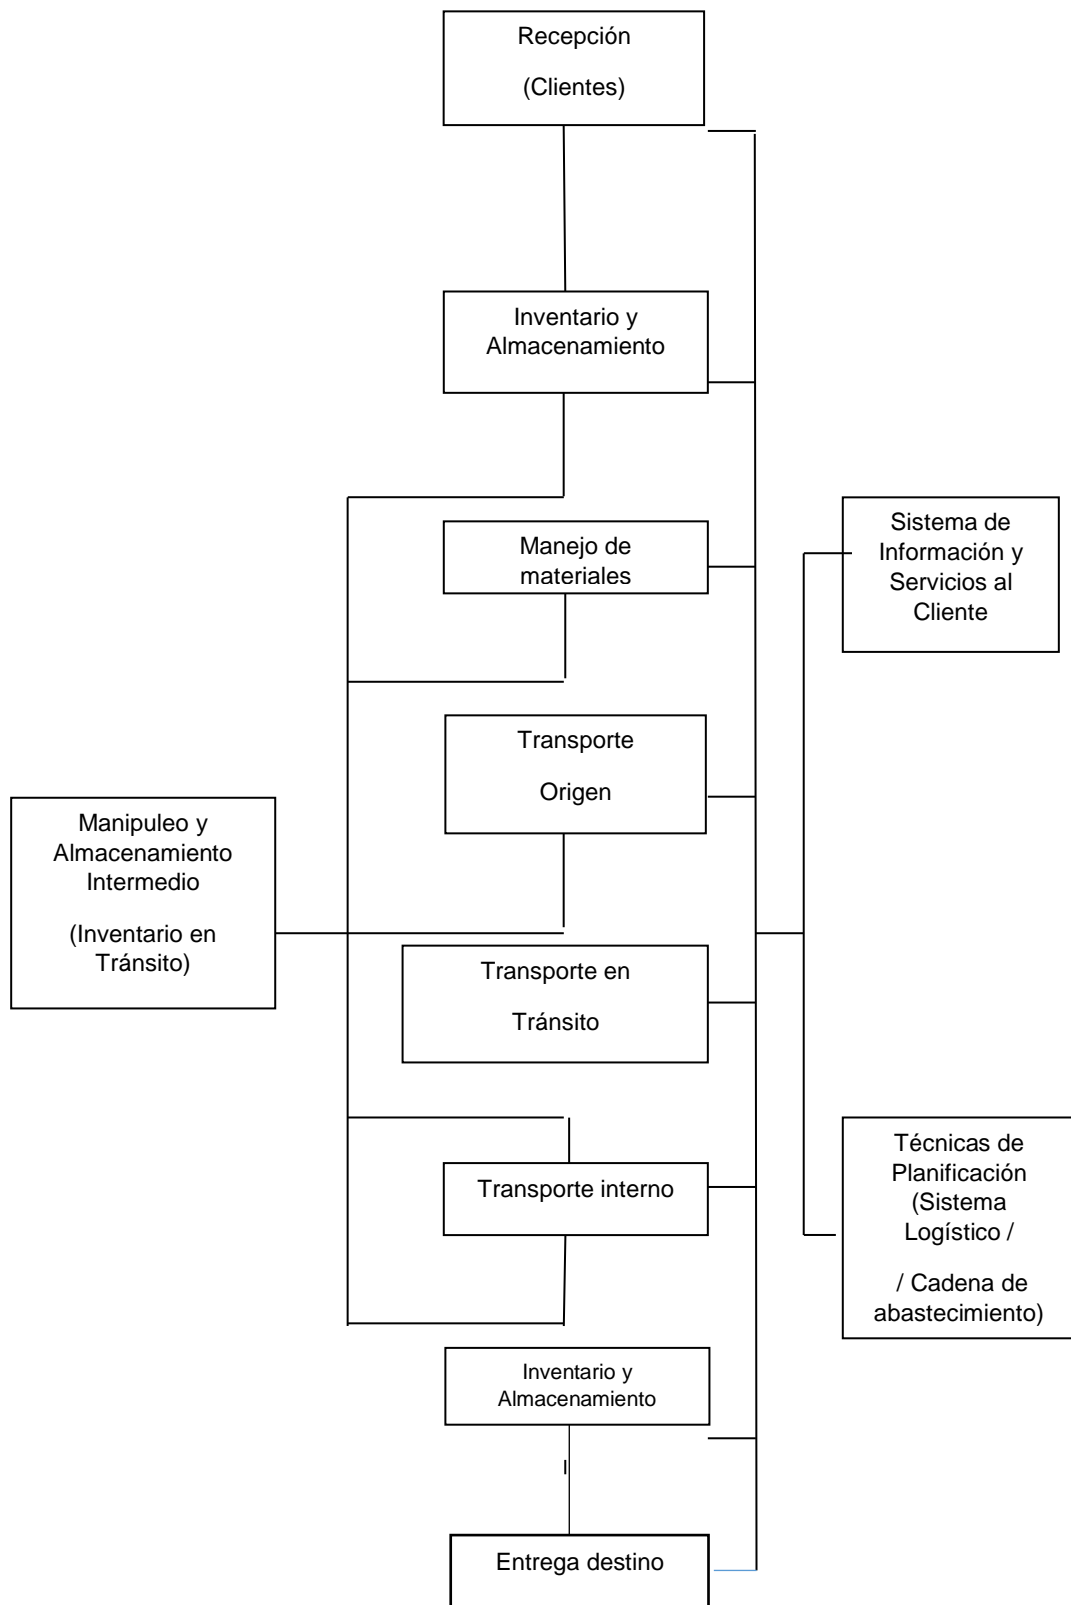 Recepción
(Clientes)
Inventario y
Almacenamiento
Manejo de
materiales
Sistema de
Información y
Servicios al
Cliente
Transporte
Origen
Manipuleo y
Almacenamiento
Intermedio
(Inventario en
Tránsito)
Transporte en
Tránsito
Transporte interno
Técnicas de
Planificación
(Sistema
Logístico /
/ Cadena de
abastecimiento)
Inventario y
Almacenamiento
Entrega destino